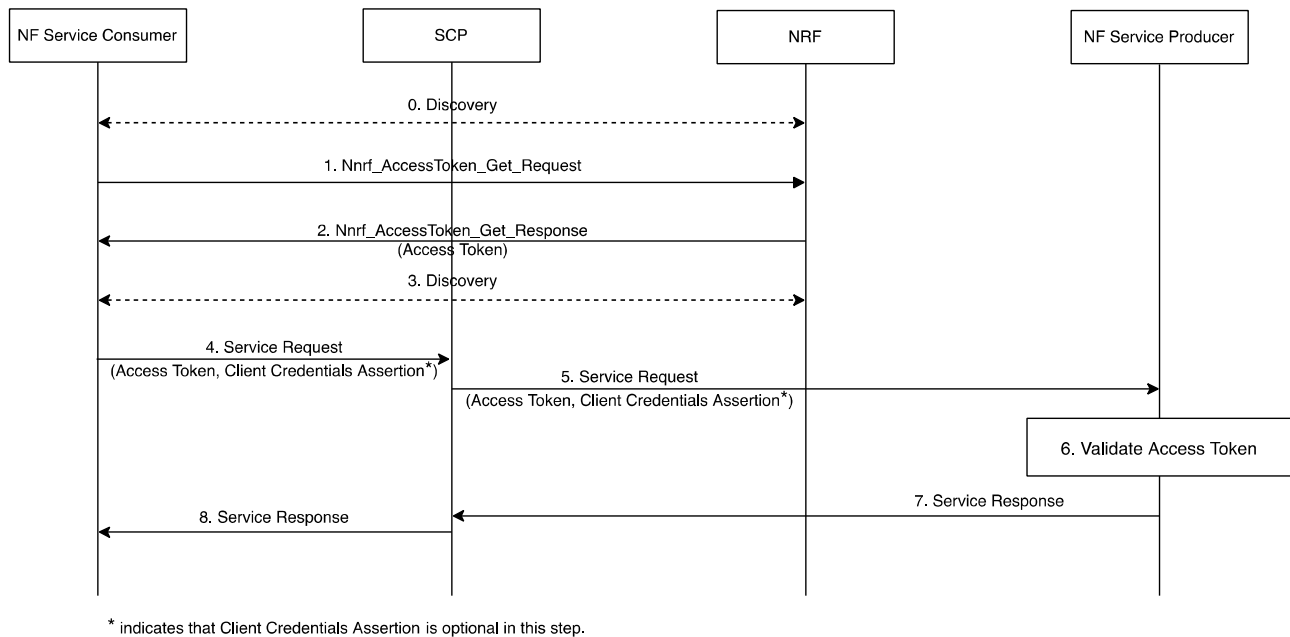 NF Service Consumer
SCP
NRF
NF Service Producer
0. Discovery
1. Nnrf_AccessToken_Get_Request
2. Nnrf_AccessToken_Get_Response
(Access Token)
3. Discovery
4. Service Request
(Access Token, Client Credentials Assertion*)
5. Service Request
(Access Token, Client Credentials Assertion*)
6. Validate Access Token
7. Service Response
8. Service Response
* indicates that Client Credentials Assertion is optional in this step.